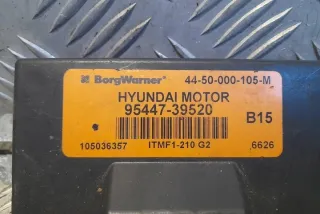 BorgWarner 44-50-000-105-M
HYUNDAI MOTOR
95447-39520 B15
105036357 ITMF1-210 G2 6626